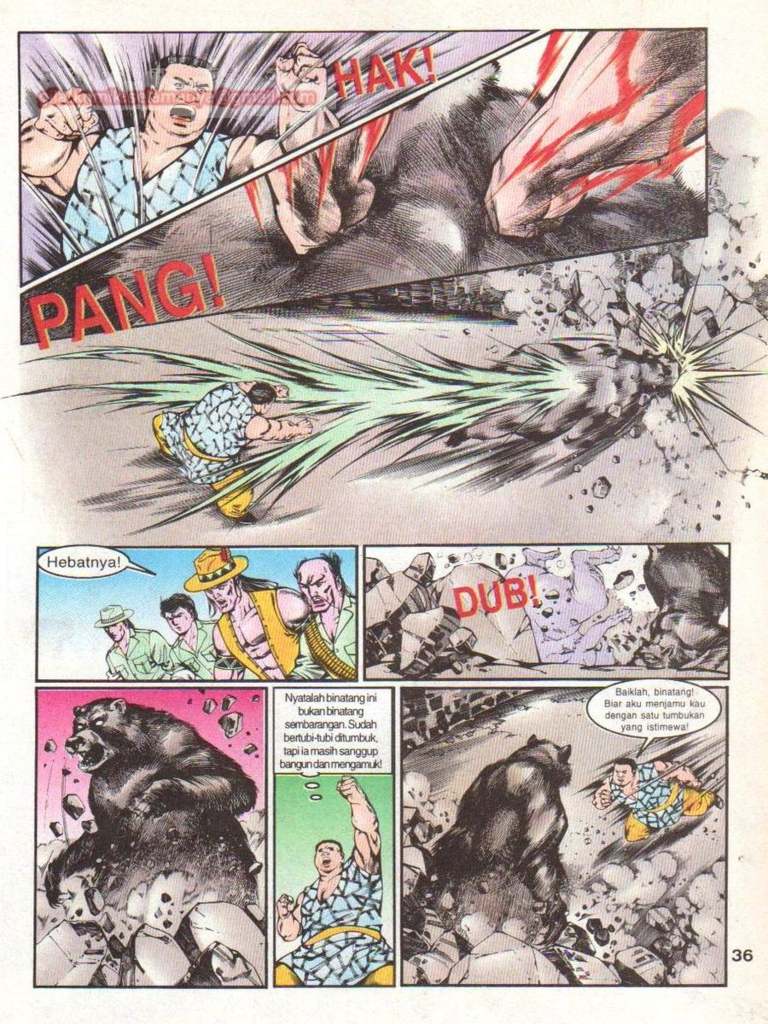 HAK!
PANG!
Hebatnya!
DUB!
Nyatalah binatang ini
bukan binatang
sembarangan. Sudah
bertubi-tubi ditumbuk,
tapi ia masih sanggup
bangun dan mengamuk!
Baiklah, binatang!
Biar aku menjamu kau
dengan satu tumbukan
yang istimewa!
36